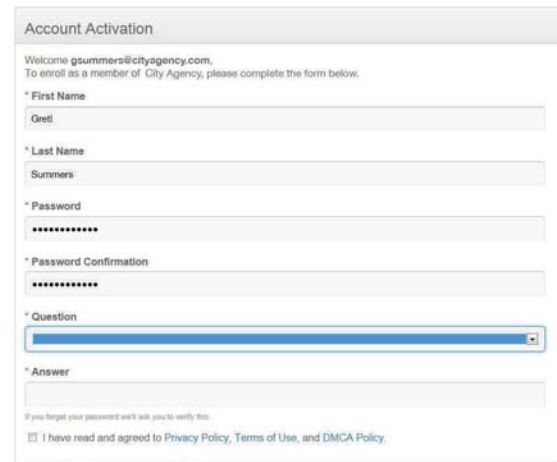 Account Activation
Welcome gsummers@cityagency.com,
To enroll as a member of City Agency, please complete the form below.
* First Name
Gretl
* Last Name
Summers
* Password
••••••••••••
* Password Confirmation
••••••••••••
* Question
* Answer
If you forget your password we'll ask you to verify this.
I have read and agreed to Privacy Policy, Terms of Use, and DMCA Policy.